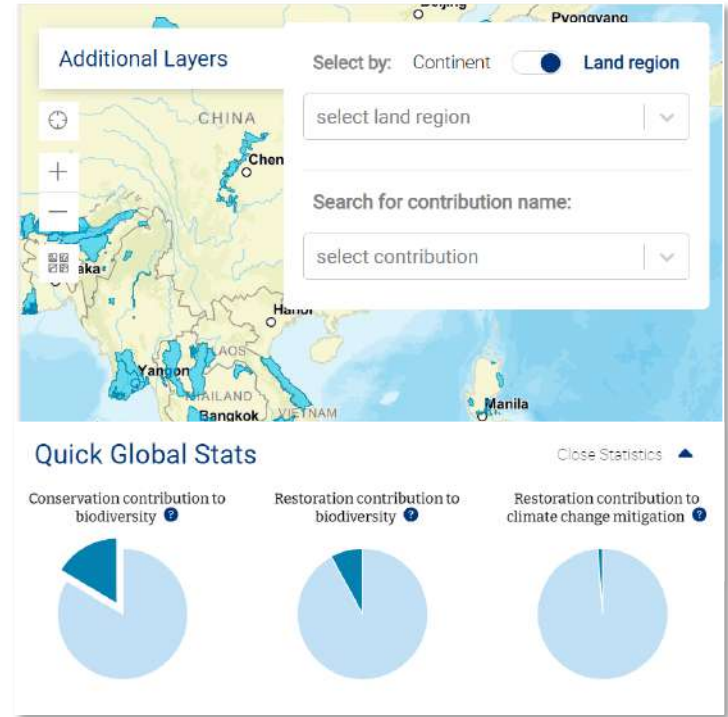 Pyongyang
Additional Layers
Select by: Continent Land region
select land region
CHINA
Chen
Search for contribution name:
select contribution
aka
Hanoi
LAOS
Yangon
THAILAND
Manila
Bangkok
VIETNAM
Quick Global Stats
Close Statistics
Conservation contribution to
biodiversity ?
Restoration contribution to
biodiversity ?
Restoration contribution to
climate change mitigation ?